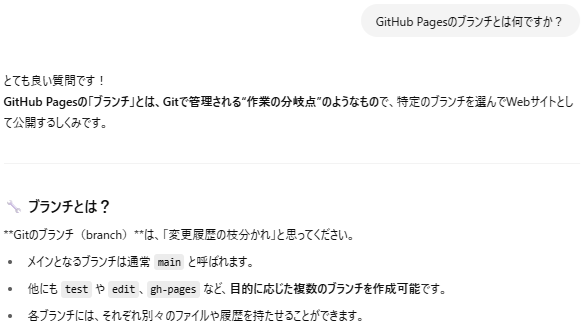 GitHub Pagesのブランチとは何ですか？
とても良い質問です！
GitHub Pagesの「ブランチ」とは、Gitで管理される“作業の分岐点”のようなもので、特定のブランチを選んでWebサイトとし
て公開するしくみです。
🔧 ブランチとは？
**Gitのブランチ（branch）**は、「変更履歴の枝分かれ」と思ってください。
• メインとなるブランチは通常 main と呼ばれます。
• 他にも test や edit、gh-pages など、目的に応じた複数のブランチを作成可能です。
• 各ブランチには、それぞれ別々のファイルや履歴を持たせることができます。